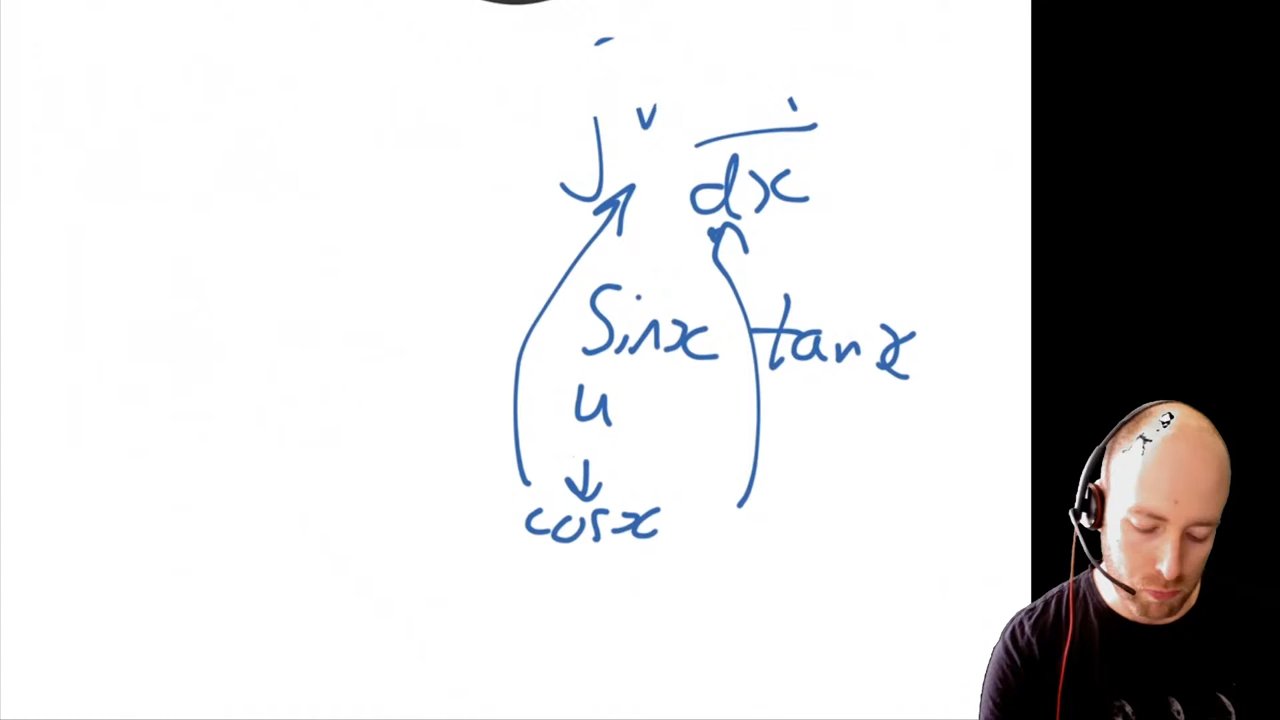 ∫ v
dx
sinx tanx
u
↓
cosx